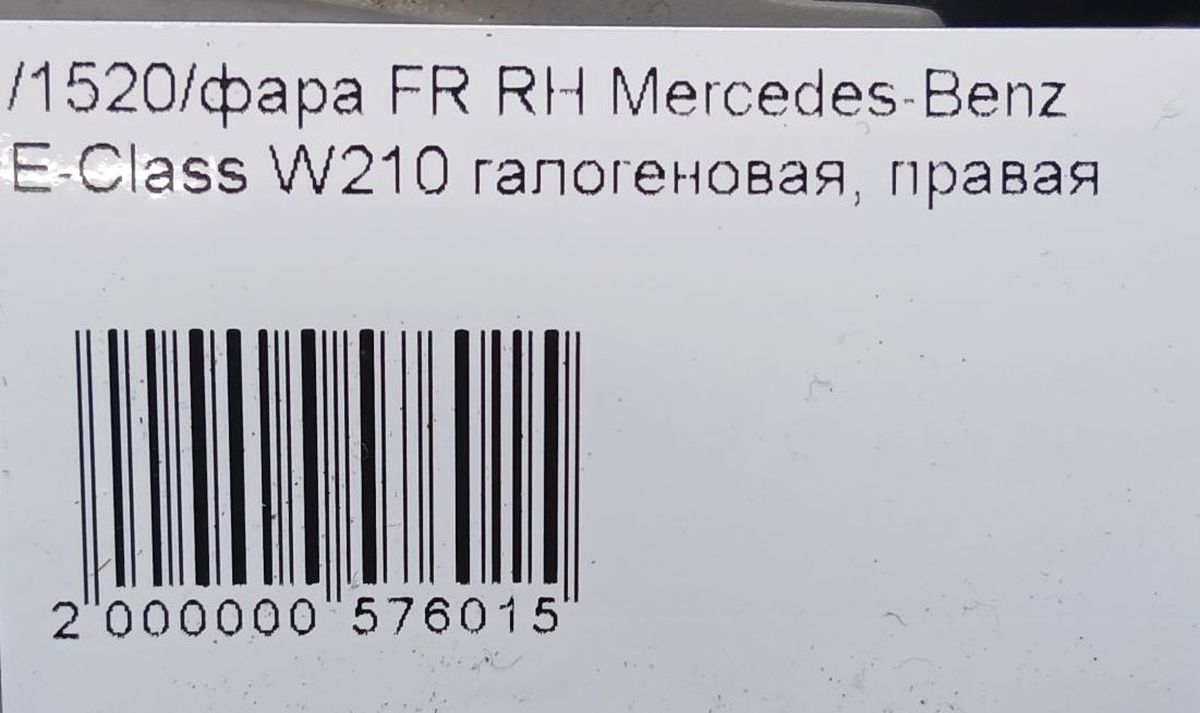 /1520/фара FR RH Mercedes-Benz
E-Class W210 галогеновая, правая
2 000000 576015